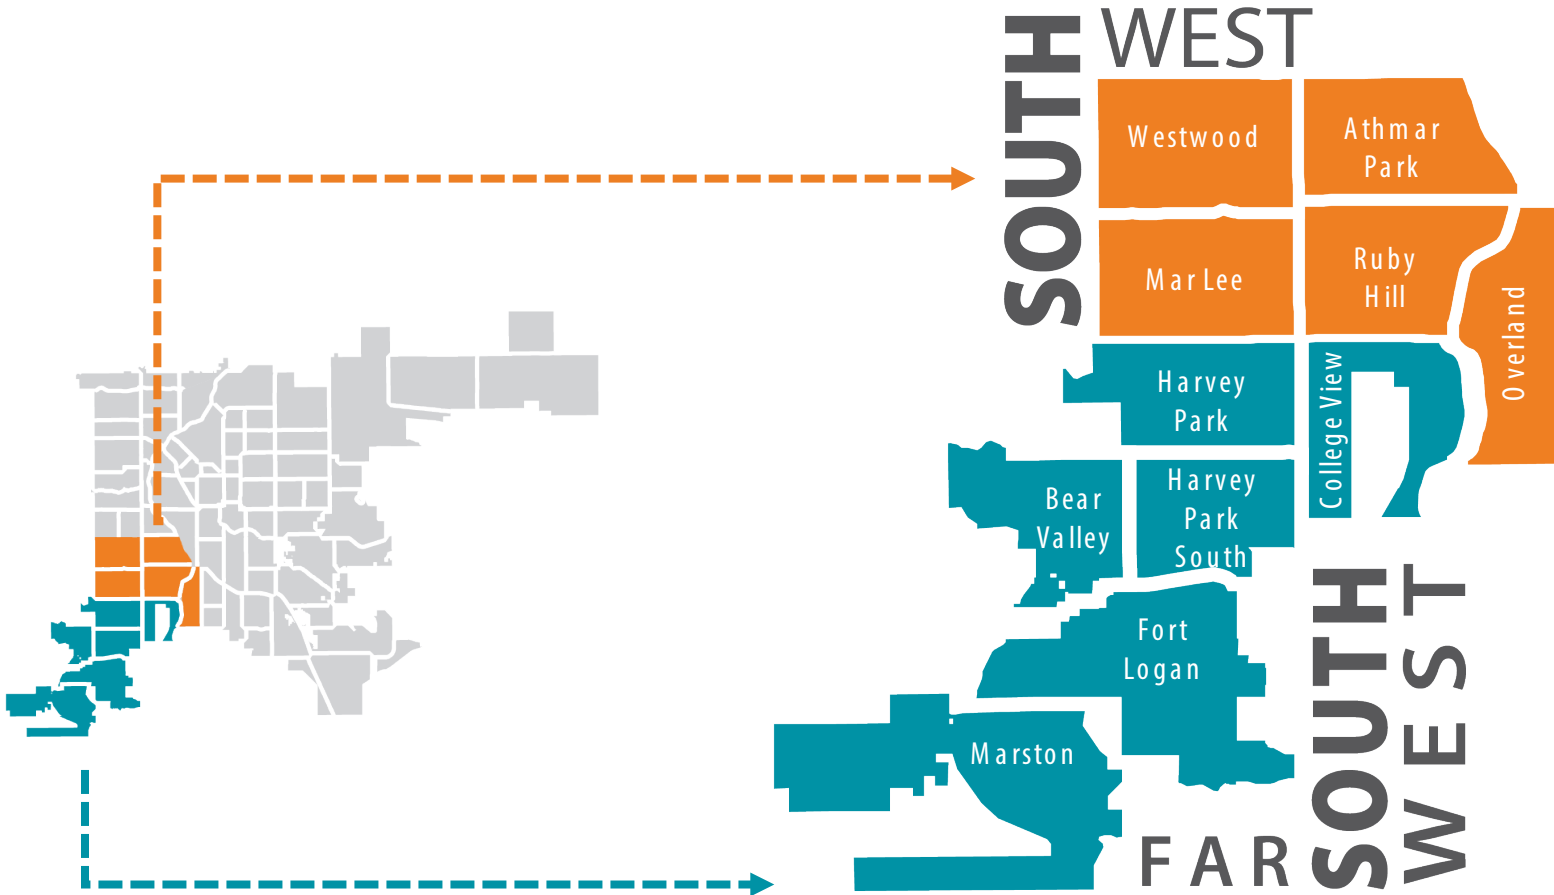 SOUTH
WEST
Westwood
Athmar
Park
Mar Lee
Ruby
Hill
Overland
Harvey
Park
College View
Bear
Valley
Harvey
Park
South
Fort
Logan
Marston
FAR
SOUTH
WEST